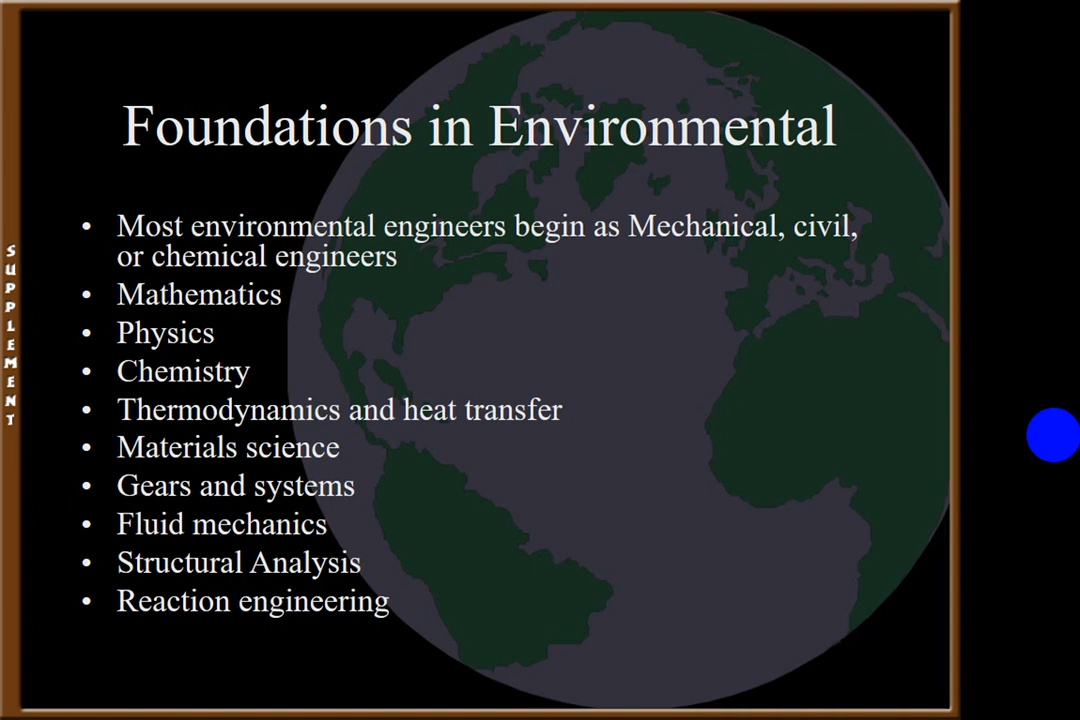 Foundations in Environmental
• Most environmental engineers begin as Mechanical, civil,
or chemical engineers
• Mathematics
• Physics
• Chemistry
• Thermodynamics and heat transfer
• Materials science
• Gears and systems
• Fluid mechanics
• Structural Analysis
• Reaction engineering
SUPPLEMENT